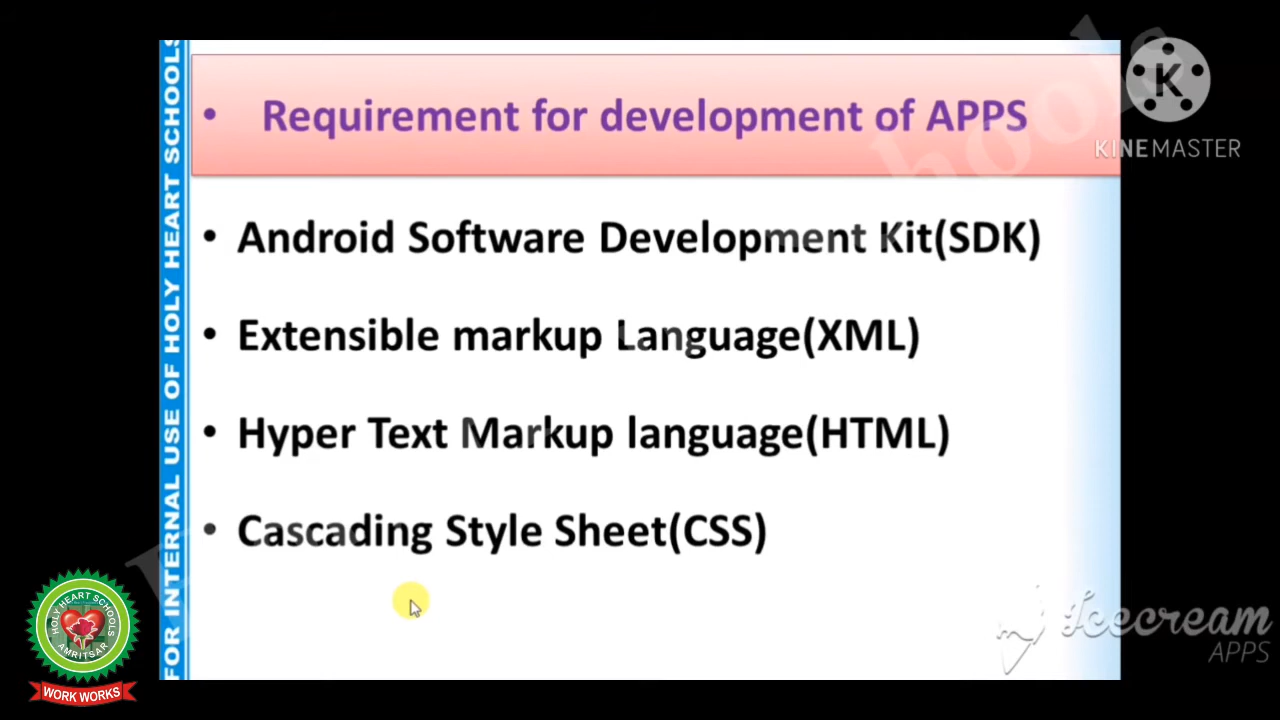 • Requirement for development of APPS
K
KINEMASTER
• Android Software Development Kit(SDK)
• Extensible markup Language(XML)
• Hyper Text Markup language(HTML)
• Cascading Style Sheet(CSS)
FOR INTERNAL USE OF HOLY HEART SCHOOLS
HOLY HEART SCHOOLS
AMRITSAR
WORK WORKS
Icecream
APPS